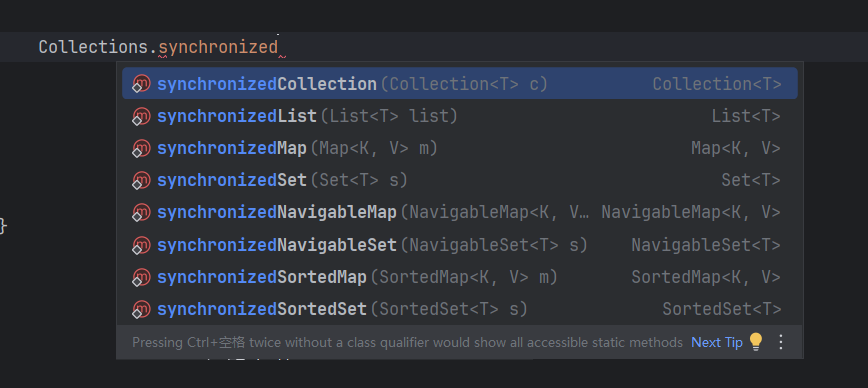 Collections.synchronized
synchronizedCollection(Collection<T> c) Collection<T>
synchronizedList(List<T> list) List<T>
synchronizedMap(Map<K, V> m) Map<K, V>
synchronizedSet(Set<T> s) Set<T>
synchronizedNavigableMap(NavigableMap<K, V… NavigableMap<K, V>
}
synchronizedNavigableSet(NavigableSet<T> s) NavigableSet<T>
synchronizedSortedMap(SortedMap<K, V> m) SortedMap<K, V>
synchronizedSortedSet(SortedSet<T> s) SortedSet<T>
Pressing Ctrl+空格 twice without a class qualifier would show all accessible static methods Next Tip